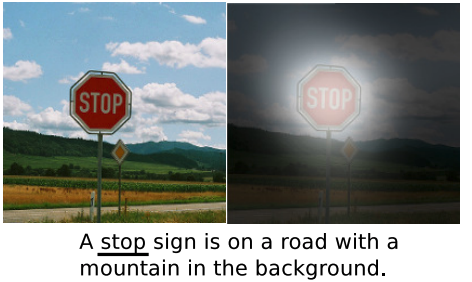 STOP
STOP
A stop sign is on a road with a
mountain in the background.